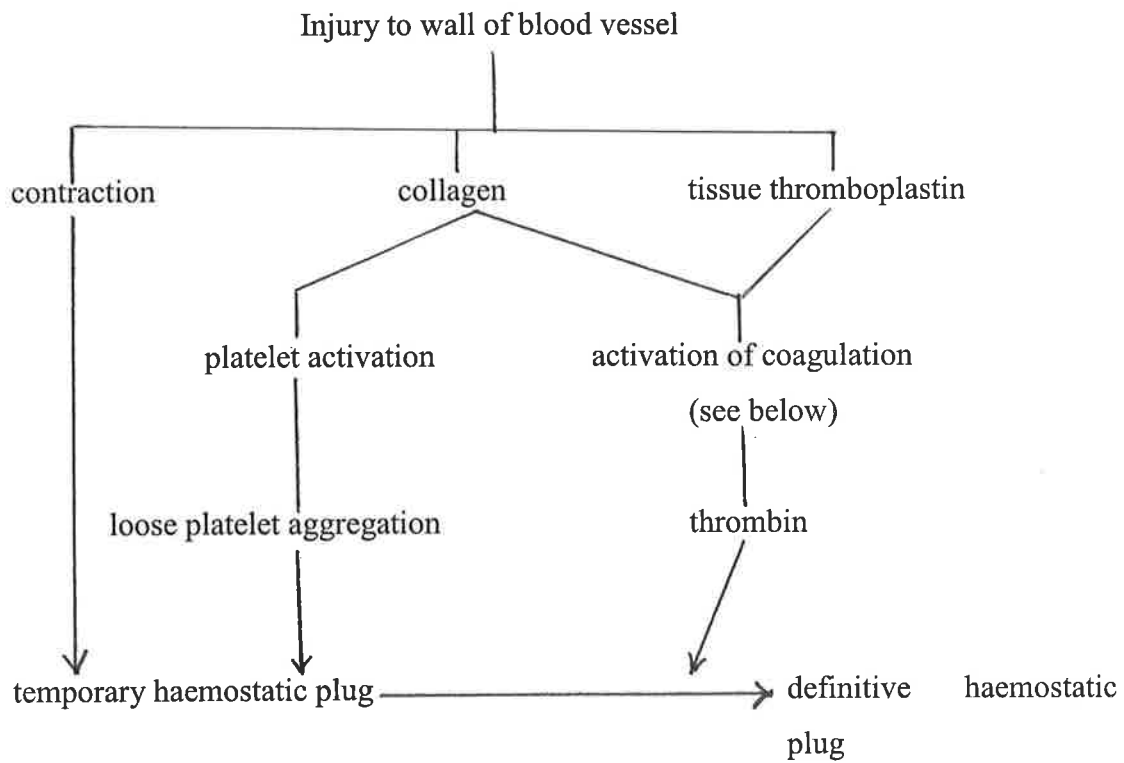 Injury to wall of blood vessel
contraction
collagen
tissue thromboplastin
platelet activation
activation of coagulation
(see below)
loose platelet aggregation
thrombin
temporary haemostatic plug
definitive haemostatic
plug